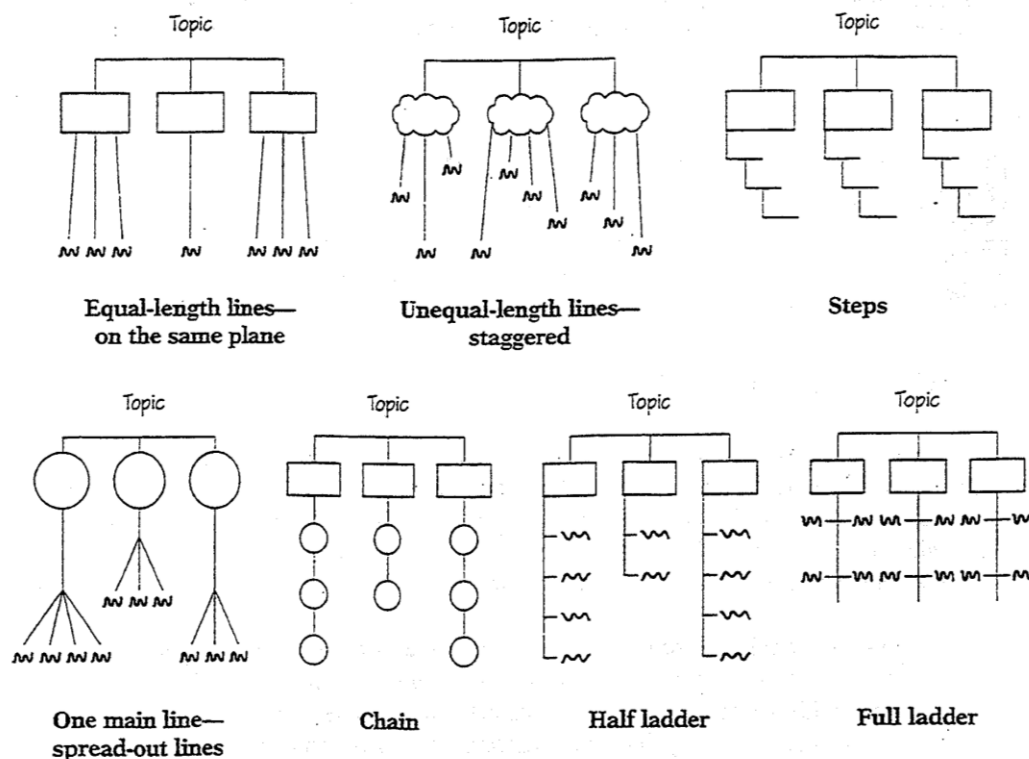 Topic
Topic
Topic
Equal-length lines—
on the same plane
Unequal-length lines—
staggered
Steps
Topic
Topic
Topic
Topic
One main line—
spread-out lines
Chain
Half ladder
Full ladder